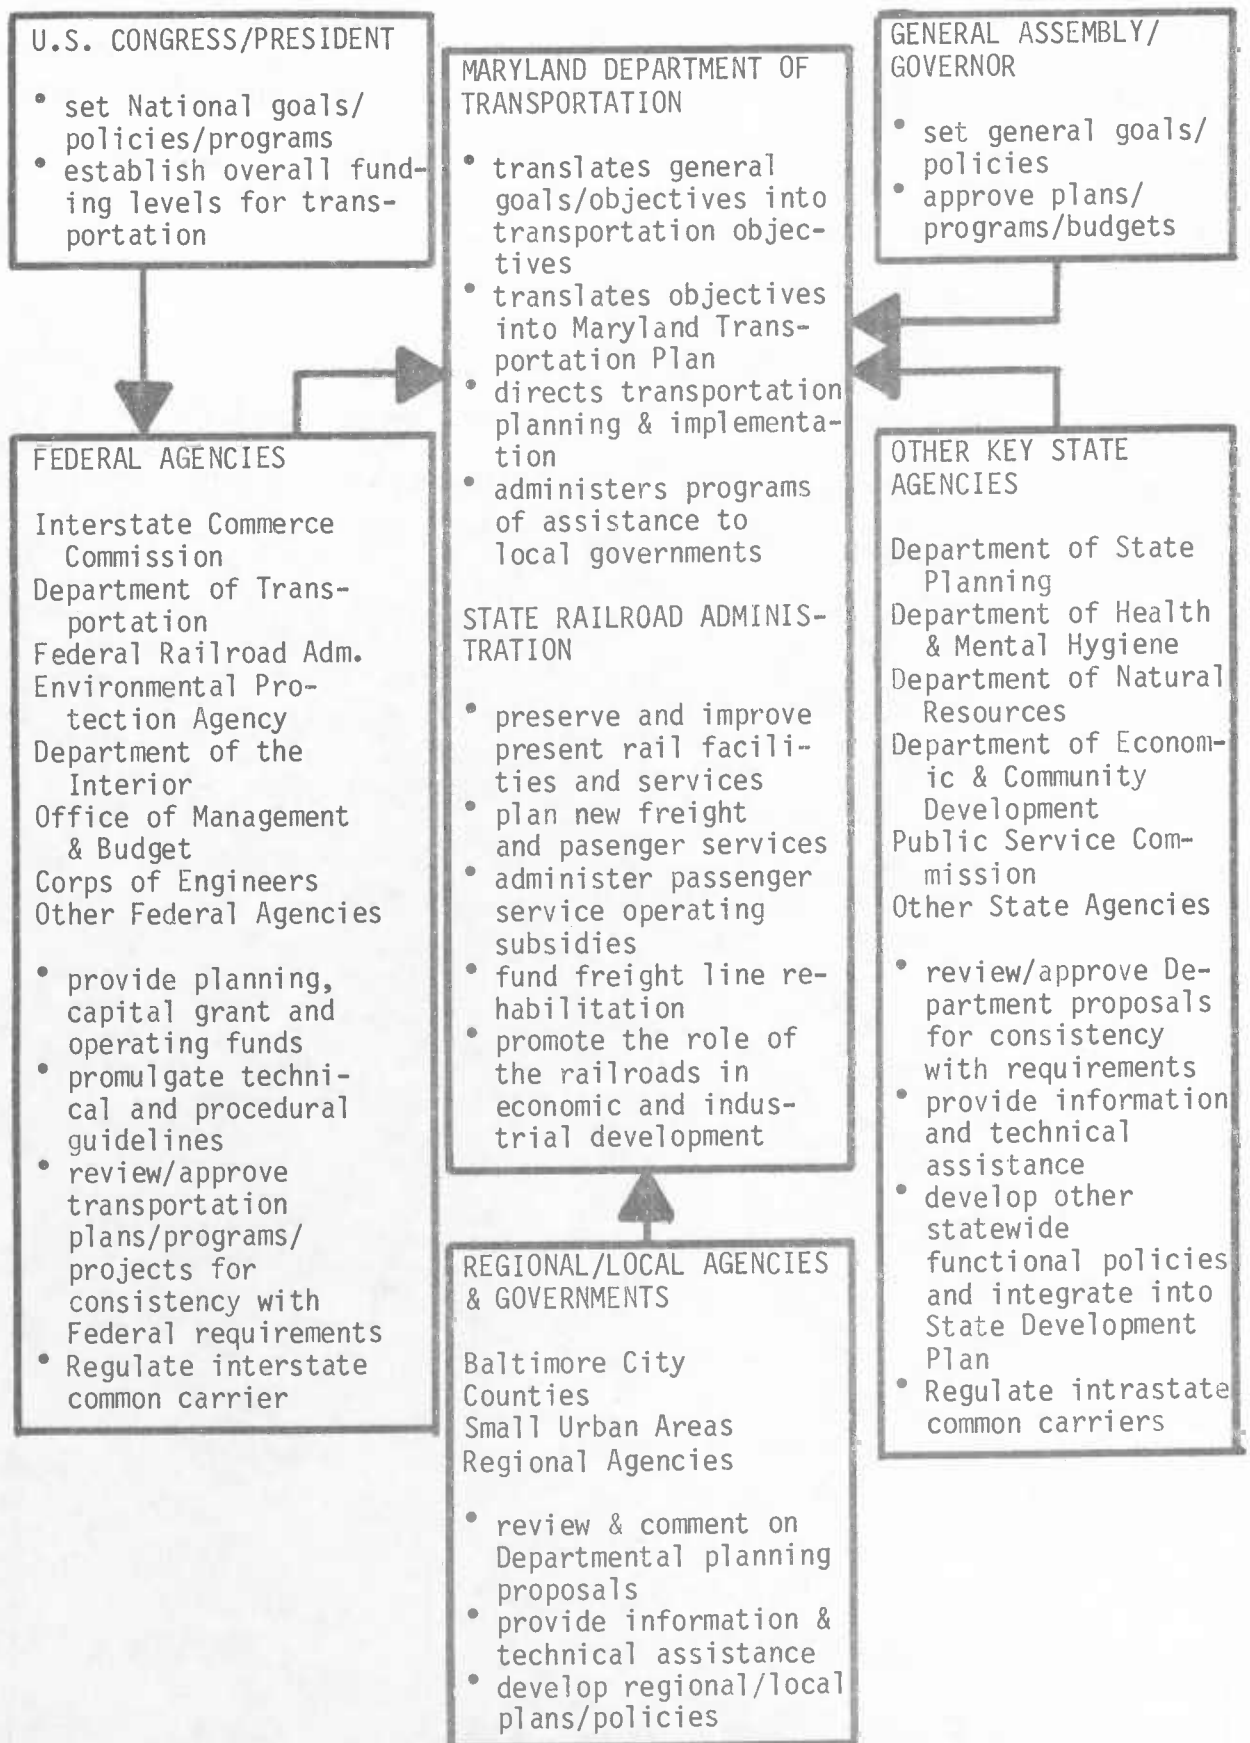 U.S. CONGRESS/PRESIDENT
• set National goals/
policies/programs
• establish overall fund-
ing levels for trans-
portation
FEDERAL AGENCIES
Interstate Commerce
Commission
Department of Trans-
portation
Federal Railroad Adm.
Environmental Pro-
tection Agency
Department of the
Interior
Office of Management
& Budget
Corps of Engineers
Other Federal Agencies
• provide planning,
capital grant and
operating funds
• promulgate techni-
cal and procedural
guidelines
• review/approve
transportation
plans/programs/
projects for
consistency with
Federal requirements
• Regulate interstate
common carrier
MARYLAND DEPARTMENT OF
TRANSPORTATION
• translates general
goals/objectives into
transportation objec-
tives
• translates objectives
into Maryland Trans-
portation Plan
• directs transportation
planning & implementa-
tion
• administers programs
of assistance to
local governments
STATE RAILROAD ADMINIS-
TRATION
• preserve and improve
present rail facili-
ties and services
• plan new freight
and pasenger services
• administer passenger
service operating
subsidies
• fund freight line re-
habilitation
• promote the role of
the railroads in
economic and indus-
trial development
REGIONAL/LOCAL AGENCIES
& GOVERNMENTS
Baltimore City
Counties
Small Urban Areas
Regional Agencies
• review & comment on
Departmental planning
proposals
• provide information &
technical assistance
• develop regional/local
plans/policies
GENERAL ASSEMBLY/
GOVERNOR
• set general goals/
policies
• approve plans/
programs/budgets
OTHER KEY STATE
AGENCIES
Department of State
Planning
Department of Health
& Mental Hygiene
Department of Natural
Resources
Department of Econom-
ic & Community
Development
Public Service Com-
mission
Other State Agencies
• review/approve De-
partment proposals
for consistency
with requirements
• provide information
and technical
assistance
• develop other
statewide
functional policies
and integrate into
State Development
Plan
• Regulate intrastate
common carriers